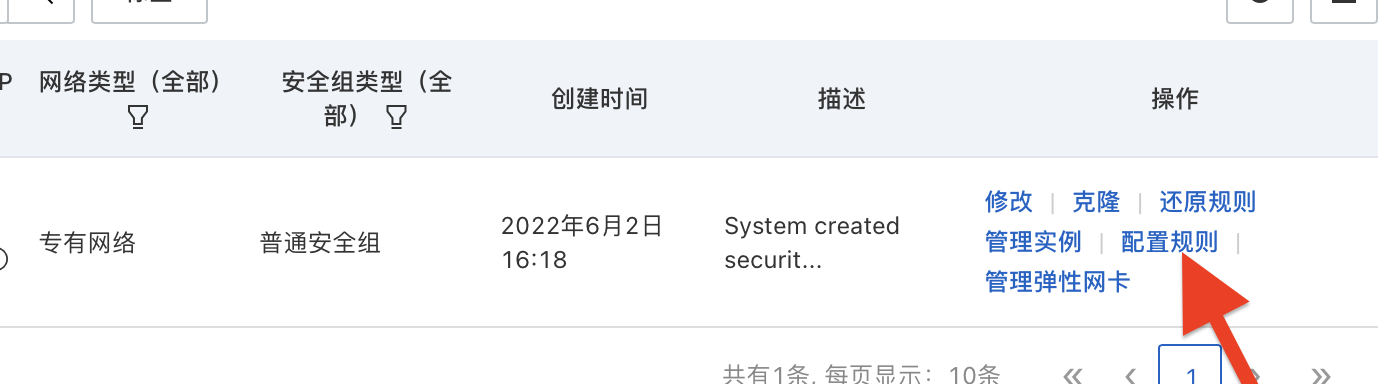 P
网络类型（全部）
安全组类型（全
部）
创建时间
描述
操作
专有网络
普通安全组
2022年6月2日
16:18
System created
securit...
修改 | 克隆 | 还原规则
管理实例 | 配置规则 |
管理弹性网卡
共有1条, 每页显示：10条 « ‹ 1 › »